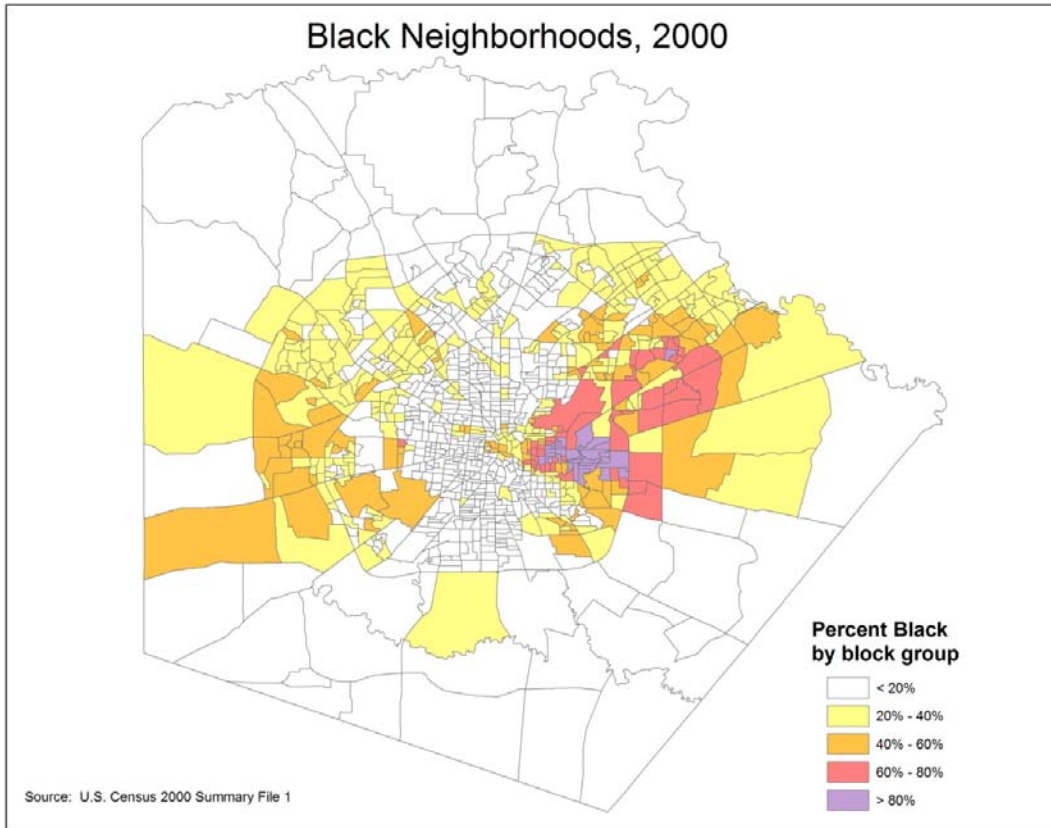 Black Neighborhoods, 2000
Percent Black
by block group
< 20%
20% - 40%
40% - 60%
60% - 80%
> 80%
Source:  U.S. Census 2000 Summary File 1